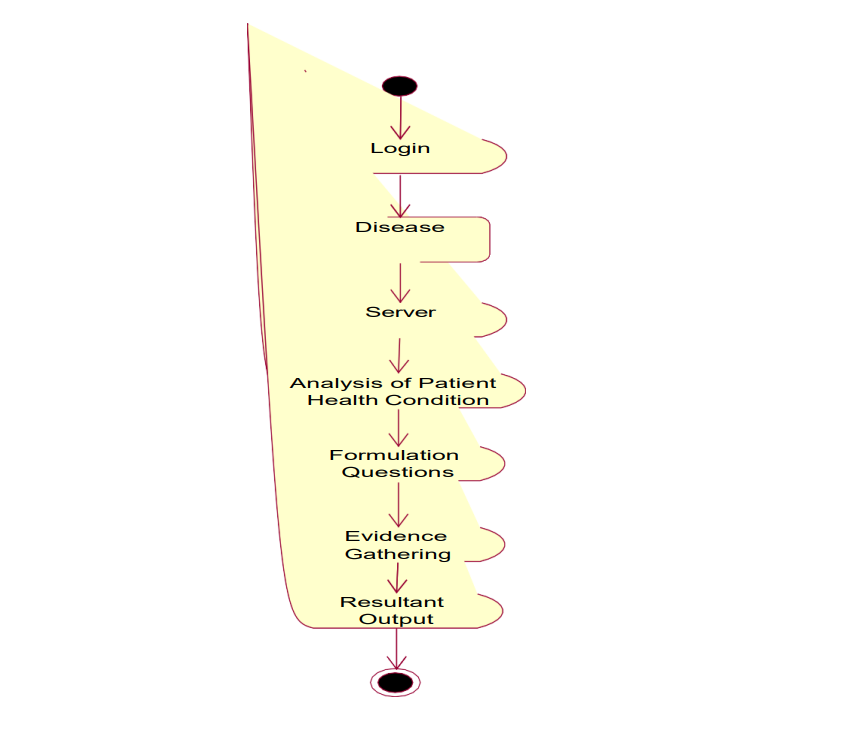 Login
Disease
Server
Analysis of Patient
Health Condition
Formulation
Questions
Evidence
Gathering
Resultant
Output